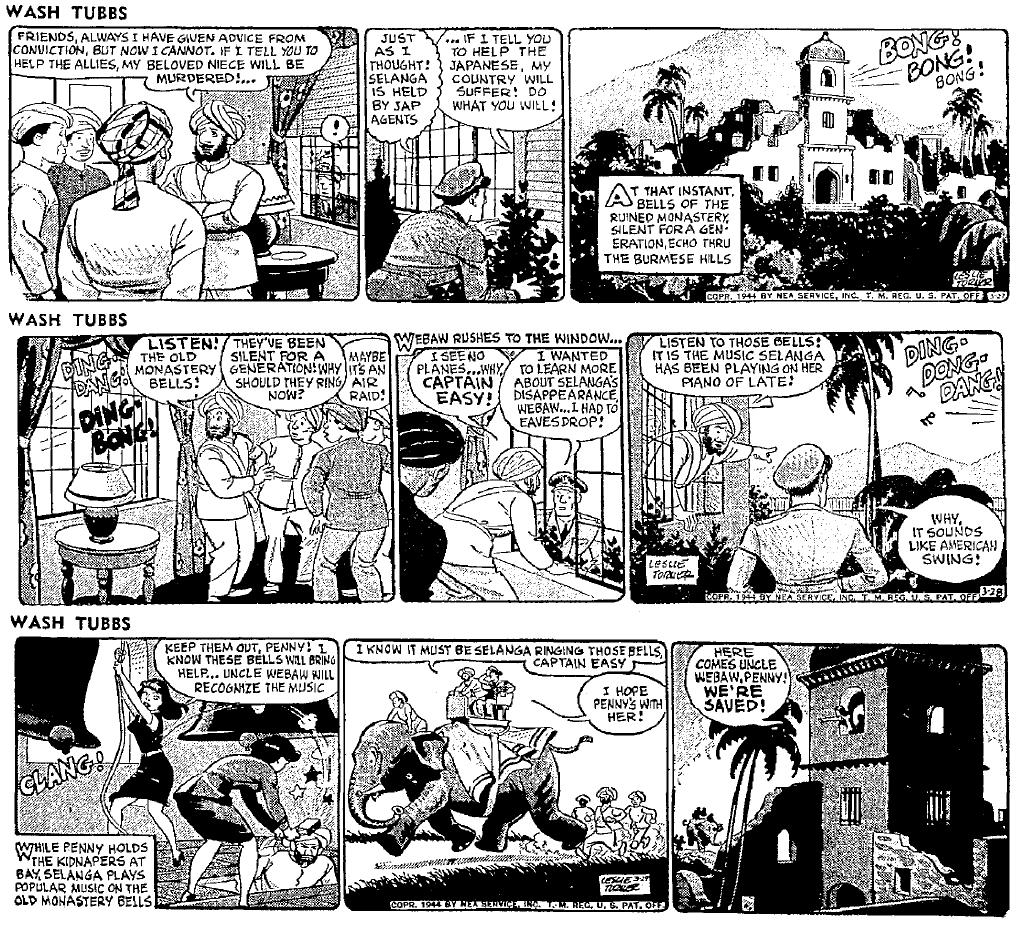 WASH TUBBS
FRIENDS, ALWAYS I HAVE GIVEN ADVICE FROM
CONVICTION, BUT NOW I CANNOT. IF I TELL YOU TO
HELP THE ALLIES, MY BELOVED NIECE WILL BE
MURDERED!...
!
JUST
AS I
THOUGHT!
SELANGA
IS HELD
BY JAP
AGENTS
...IF I TELL YOU
TO HELP THE
JAPANESE, MY
COUNTRY WILL
SUFFER! DO
WHAT YOU WILL!
BONG!
BONG!
BONG!
AT THAT INSTANT,
BELLS OF THE
RUINED MONASTERY,
SILENT FOR A GEN-
ERATION, ECHO THRU
THE BURMESE HILLS
LESLIE
TURNER
COPR. 1944 BY NEA SERVICE, INC. T. M. REG. U. S. PAT. OFF. 3-27
WASH TUBBS
DING-
DANG!
DING-
BONG!
LISTEN!
THE OLD
MONASTERY
BELLS!
THEY'VE BEEN
SILENT FOR A
GENERATION! WHY
SHOULD THEY RING
NOW?
MAYBE
IT'S AN
AIR
RAID!
WEBAW RUSHES TO THE WINDOW...
I SEE NO
PLANES...WHY,
CAPTAIN
EASY!
I WANTED
TO LEARN MORE
ABOUT SELANGA'S
DISAPPEARANCE,
WEBAW...I HAD TO
EAVESDROP!
LISTEN TO THOSE BELLS!
IT IS THE MUSIC SELANGA
HAS BEEN PLAYING ON HER
PIANO OF LATE!
DING-
DONG-
DANG!
WHY,
IT SOUNDS
LIKE AMERICAN
SWING!
LESLIE
TURNER
COPR. 1944 BY NEA SERVICE, INC. T. M. REG. U. S. PAT. OFF. 3-28
WASH TUBBS
KEEP THEM OUT, PENNY! I
KNOW THESE BELLS WILL BRING
HELP... UNCLE WEBAW WILL
RECOGNIZE THE MUSIC
CLANG!
WHILE PENNY HOLDS
THE KIDNAPERS AT
BAY, SELANGA PLAYS
POPULAR MUSIC ON THE
OLD MONASTERY BELLS
I KNOW IT MUST BE SELANGA RINGING THOSE BELLS,
CAPTAIN EASY
I HOPE
PENNY'S WITH
HER!
LESLIE 3-29
TURNER
COPR. 1944 BY NEA SERVICE, INC. T. M. REG. U. S. PAT. OFF.
HERE
COMES UNCLE
WEBAW, PENNY!
WE'RE
SAVED!